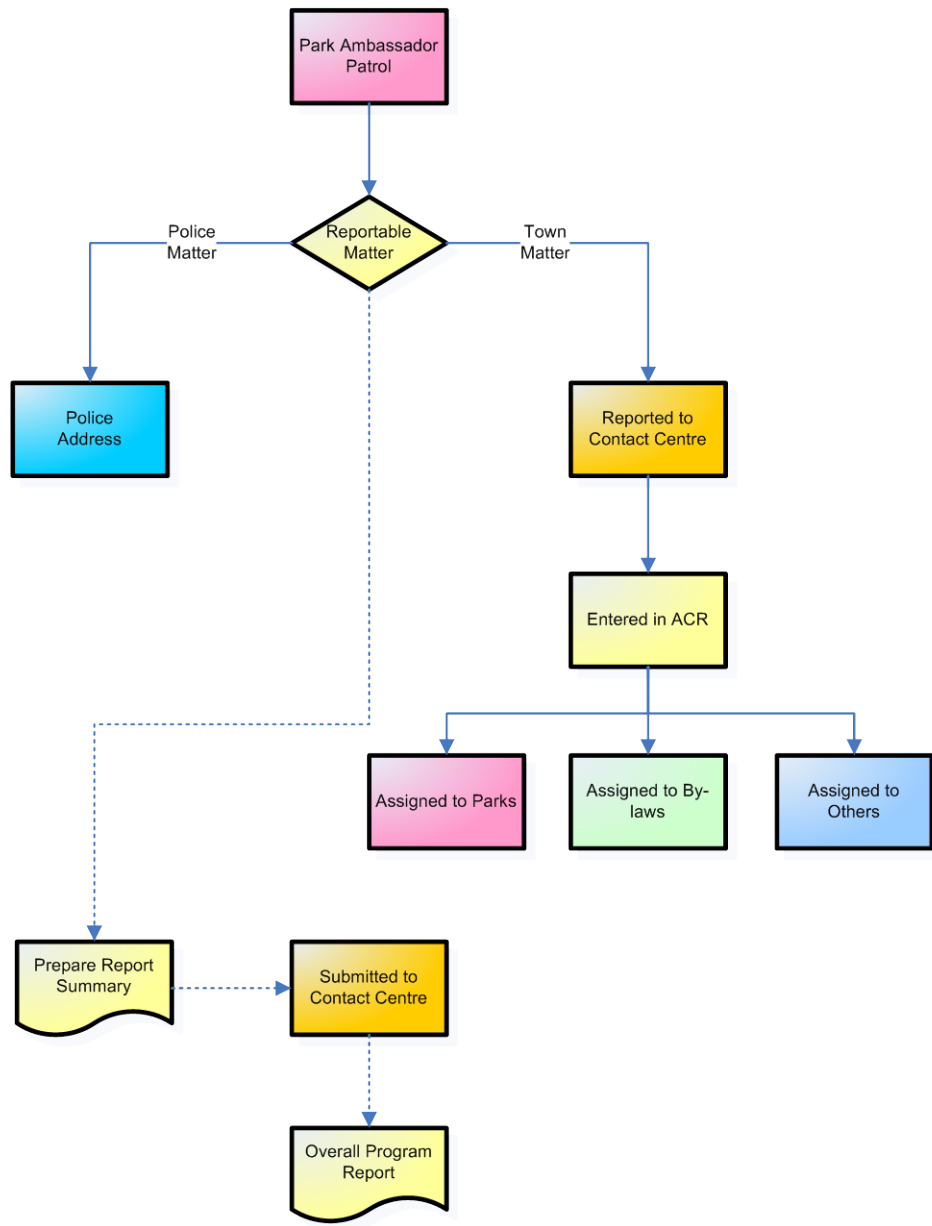 Park Ambassador
Patrol
Reportable
Matter
Police
Matter
Town
Matter
Police
Address
Reported to
Contact Centre
Entered in ACR
Assigned to Parks
Assigned to By-
laws
Assigned to
Others
Prepare Report
Summary
Submitted to
Contact Centre
Overall Program
Report